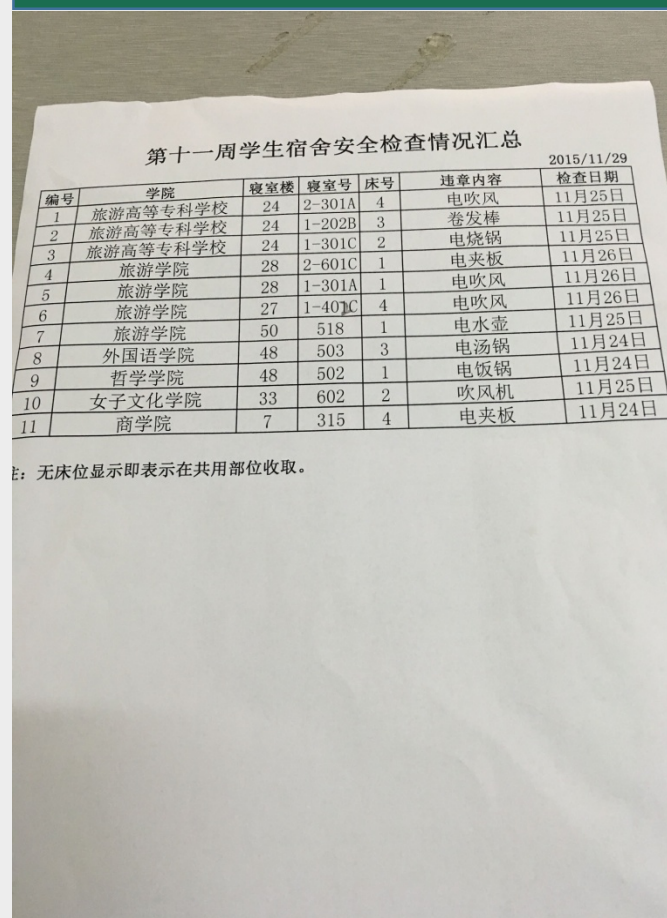 第十一周学生宿舍安全检查情况汇总
2015/11/29
编号 学院 寝室楼 寝室号 床号 违章内容 检查日期
1 旅游高等专科学校 24 2-301A 4 电吹风 11月25日
2 旅游高等专科学校 24 1-202B 3 卷发棒 11月25日
3 旅游高等专科学校 24 1-301C 2 电烧锅 11月25日
4 旅游学院 28 2-601C 1 电夹板 11月26日
5 旅游学院 28 1-301A 1 电吹风 11月26日
6 旅游学院 27 4 电吹风 11月26日
7 旅游学院 50 518 1 电水壶 11月25日
8 外国语学院 48 503 3 电汤锅 11月24日
9 哲学学院 48 502 1 电饭锅 11月24日
10 女子文化学院 33 602 2 吹风机 11月25日
11 商学院 7 315 4 电夹板 11月24日
：无床位显示即表示在共用部位收取。